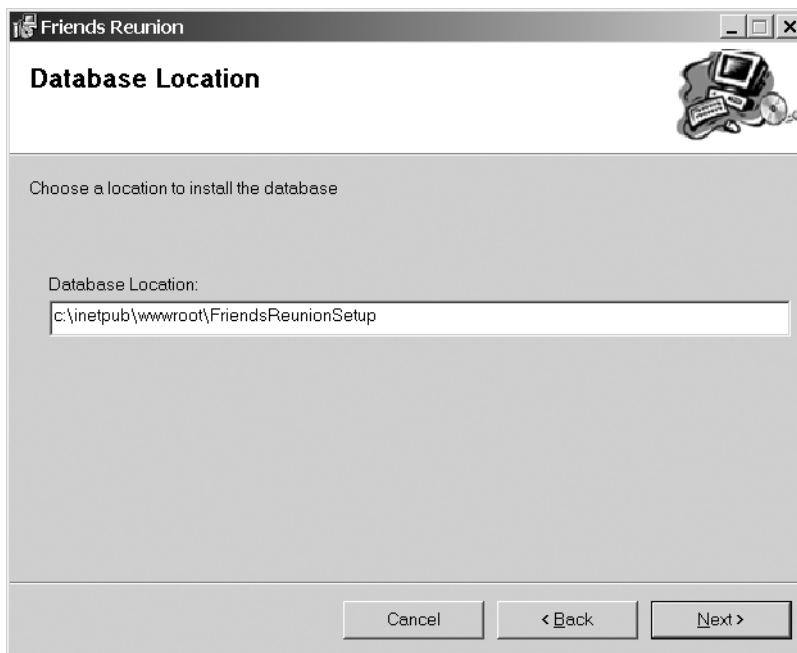 Friends Reunion
Database Location
Choose a location to install the database
Database Location:
c:\inetpub\wwwroot\FriendsReunionSetup
Cancel
< Back
Next >